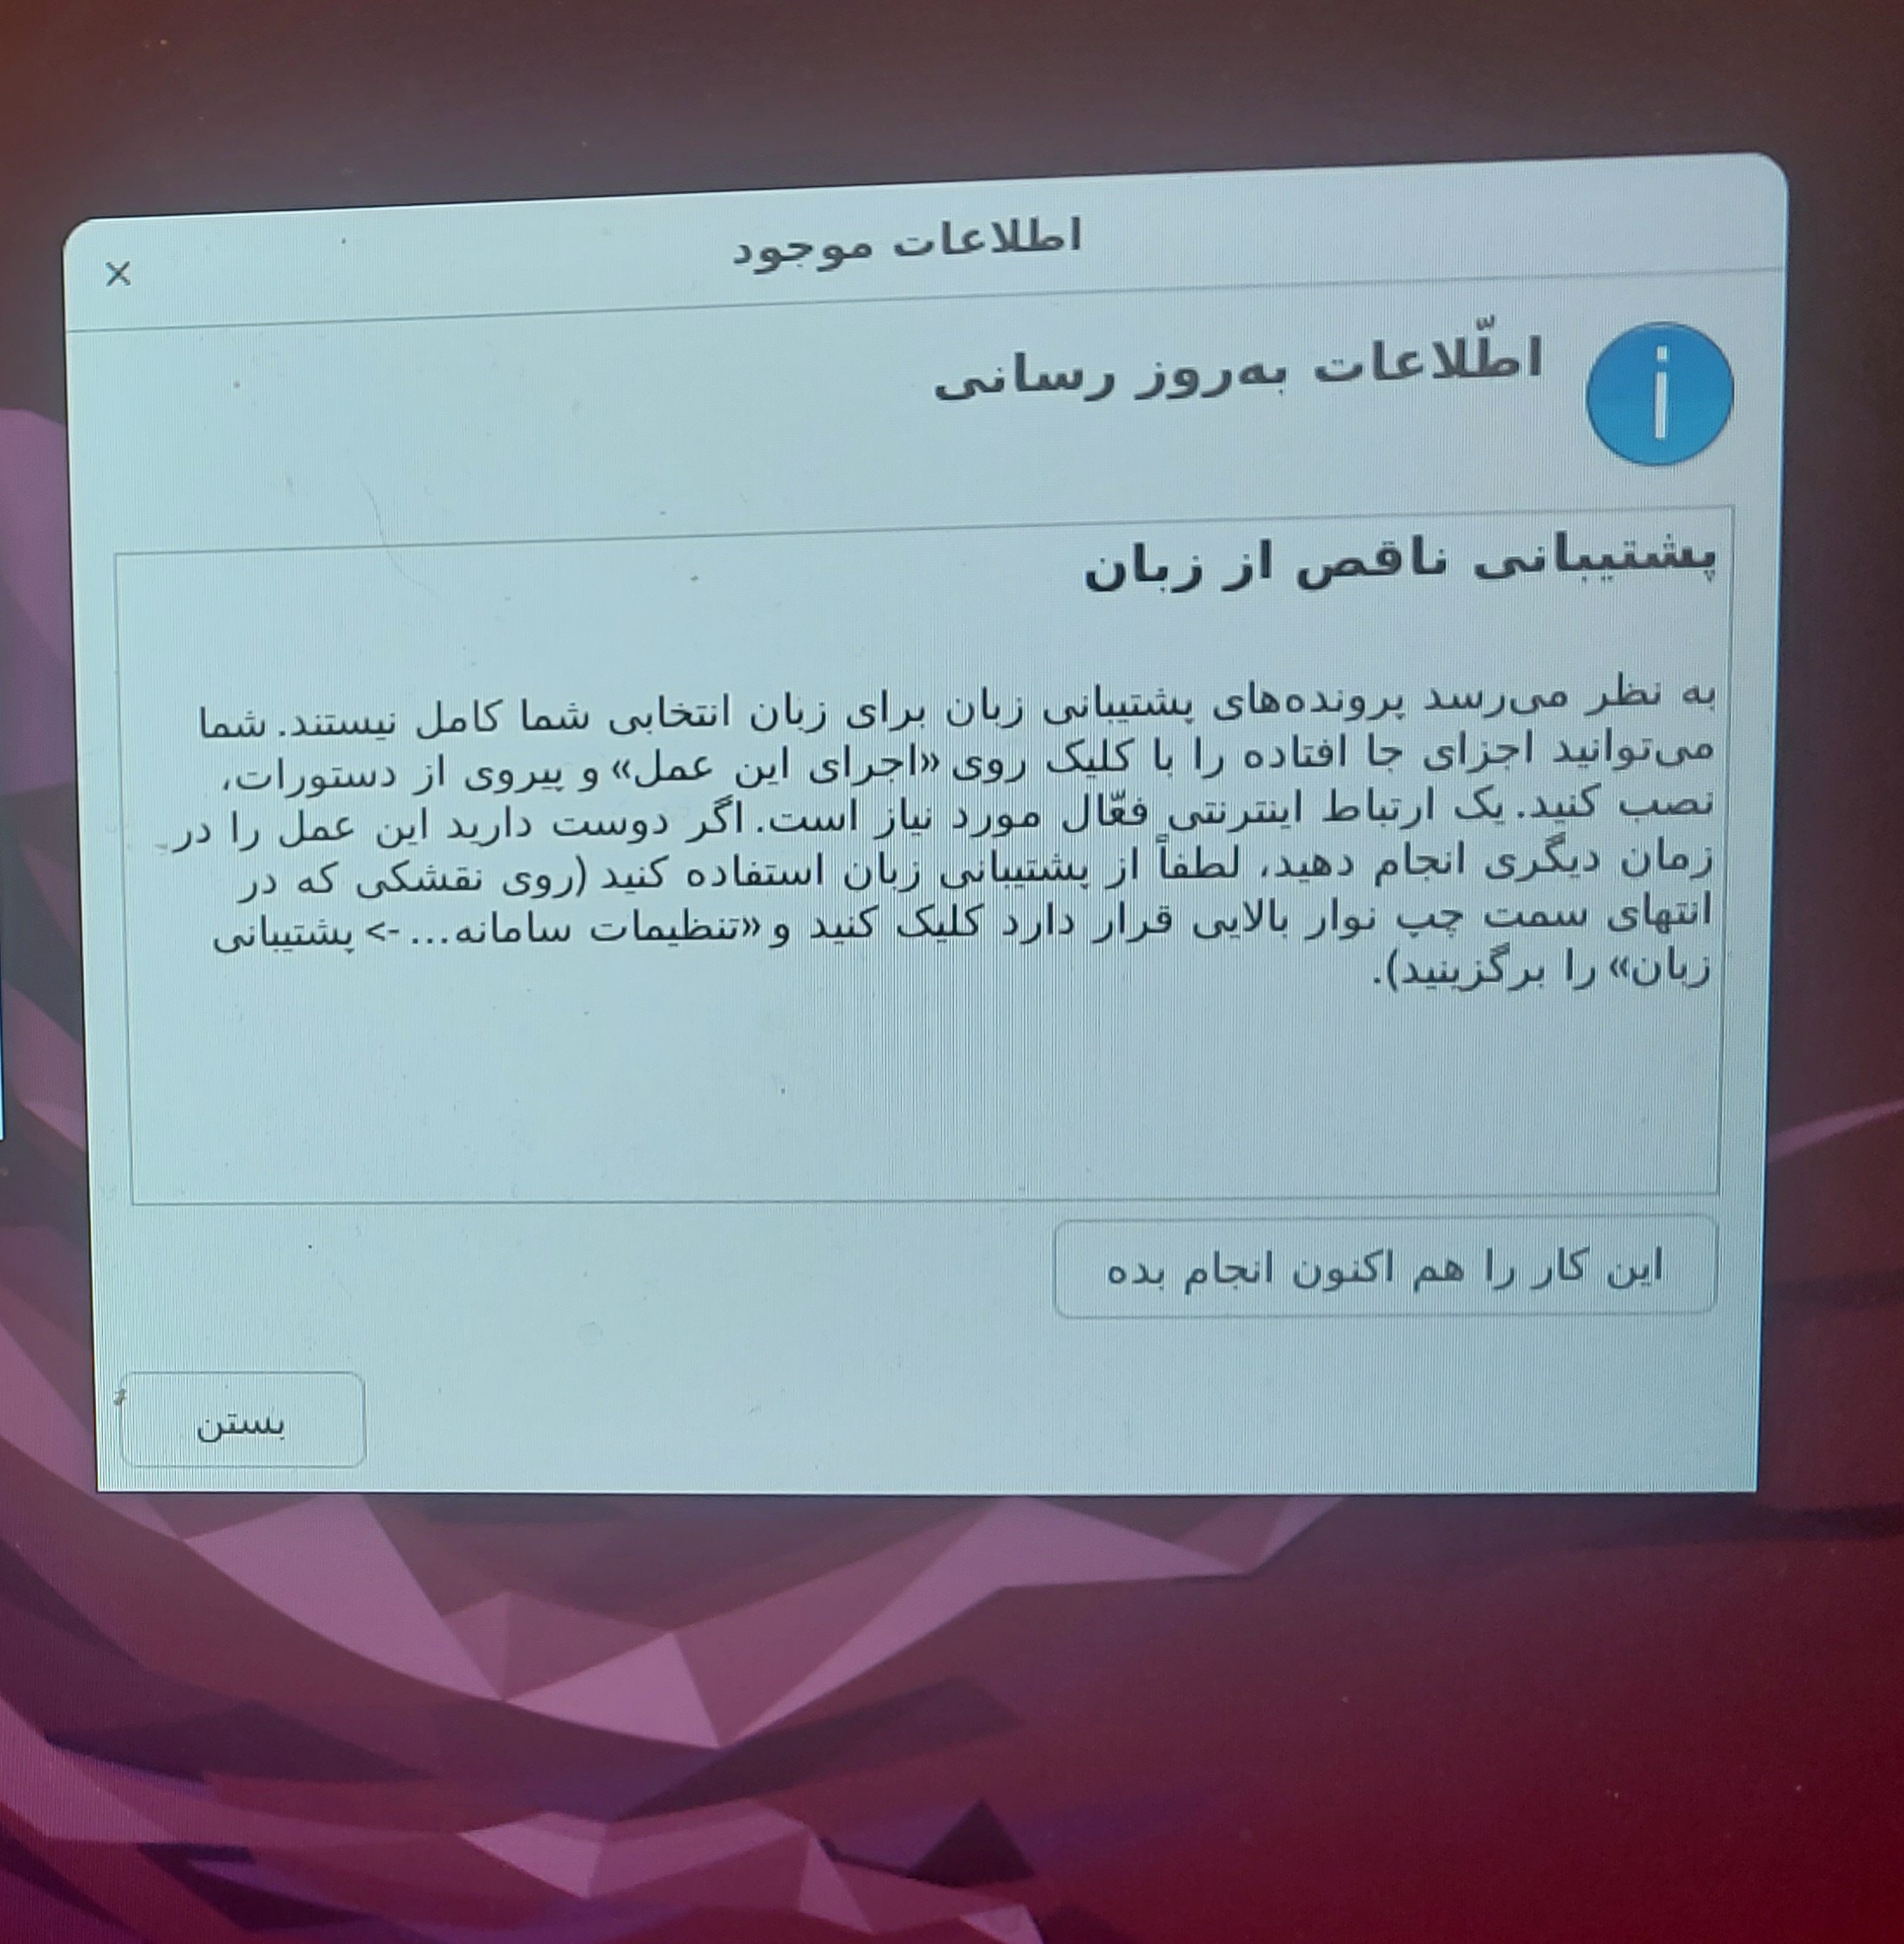 اطلاعات موجود
اطّلاعات به‌روز رسانی
پشتیبانی ناقص از زبان
به نظر می‌رسد پرونده‌های پشتیبانی زبان برای زبان انتخابی شما کامل نیستند. شما
می‌توانید اجزای جا افتاده را با کلیک روی «اجرای این عمل» و پیروی از دستورات،
نصب کنید. یک ارتباط اینترنتی فعّال مورد نیاز است. اگر دوست دارید این عمل را در
زمان دیگری انجام دهید، لطفاً از پشتیبانی زبان استفاده کنید (روی نقشکی که در
انتهای سمت چپ نوار بالایی قرار دارد کلیک کنید و «تنظیمات سامانه... -> پشتیبانی
زبان» را برگزینید).
این کار را هم اکنون انجام بده
بستن